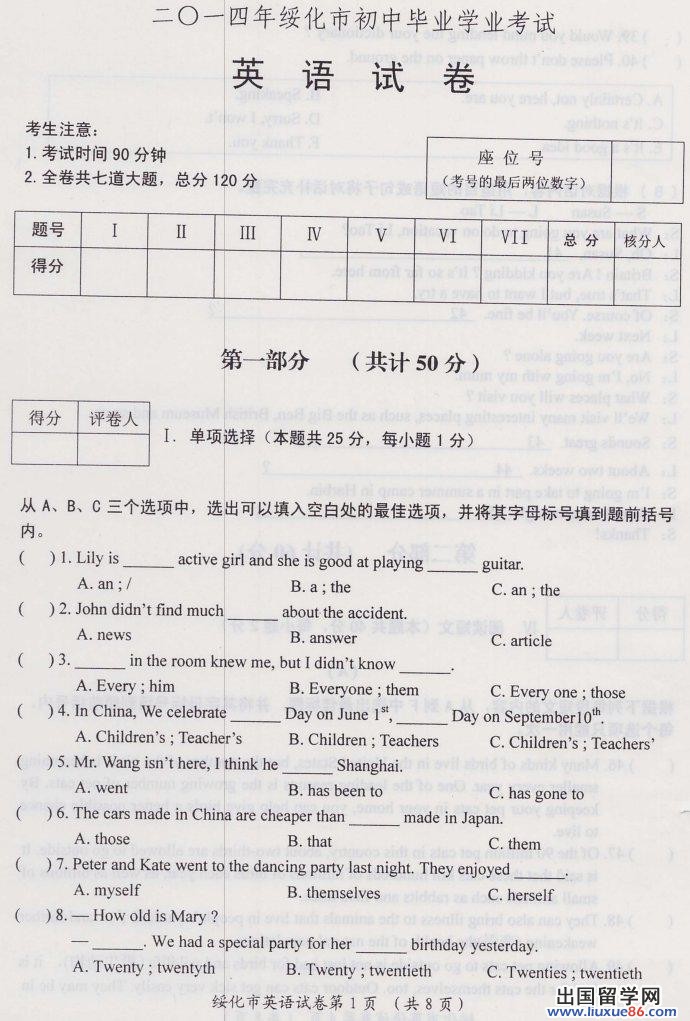 二〇一四年绥化市初中毕业学业考试
英 语 试 卷
考生注意：
1. 考试时间 90 分钟
2. 全卷共七道大题，总分 120 分
座 位 号
（考号的最后两位数字）
题号 I II III IV V VI VII 总 分 核分人
得分
第一部分 （共计 50 分）
得分 评卷人
I. 单项选择（本题共 25 分，每小题 1 分）
从 A、B、C 三个选项中，选出可以填入空白处的最佳选项，并将其字母标号填到题前括号
内。
( ) 1. Lily is ______ active girl and she is good at playing ______ guitar.
A. an ; / B. a ; the C. an ; the
( ) 2. John didn't find much ______ about the accident.
A. news B. answer C. article
( ) 3. ______ in the room knew me, but I didn't know ______.
A. Every ; him B. Everyone ; them C. Every one ; those
( ) 4. In China, We celebrate ______ Day on June 1st, ______ Day on September10th.
A. Children's ; Teacher's B. Children ; Teachers C. Children's ; Teachers'
( ) 5. Mr. Wang isn't here, I think he ______ Shanghai.
A. went B. has been to C. has gone to
( ) 6. The cars made in China are cheaper than ______ made in Japan.
A. those B. that C. them
( ) 7. Peter and Kate went to the dancing party last night. They enjoyed ______.
A. myself B. themselves C. herself
( ) 8. — How old is Mary ?
— ______. We had a special party for her ______ birthday yeserday.
A. Twenty ; twentyth B. Twenty ; twentieth C. Twenties ; twentieth
绥化市英语试卷第 1 页 （共 8 页）
出国留学网
www.liuxue86.com